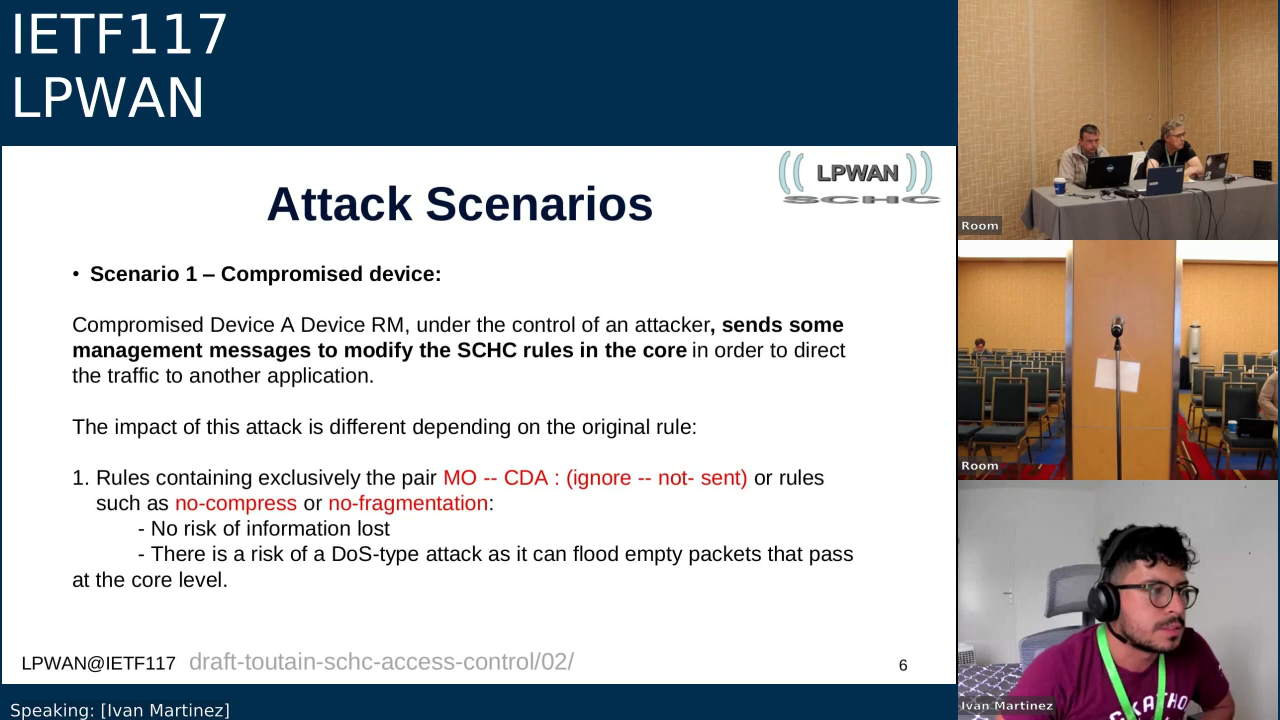 IETF117
LPWAN
LPWAN
SCHC
Attack Scenarios
• Scenario 1 – Compromised device:
Compromised Device A Device RM, under the control of an attacker, sends some
management messages to modify the SCHC rules in the core in order to direct
the traffic to another application.
The impact of this attack is different depending on the original rule:
1. Rules containing exclusively the pair MO -- CDA : (ignore -- not- sent) or rules
such as no-compress or no-fragmentation:
- No risk of information lost
- There is a risk of a DoS-type attack as it can flood empty packets that pass
at the core level.
LPWAN@IETF117 draft-toutain-schc-access-control/02/
6
Speaking: [Ivan Martinez]
Room
Room
Ivan Martinez